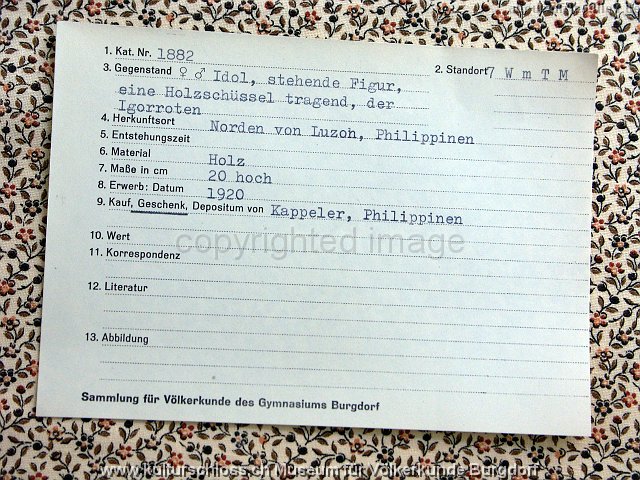 1. Kat. Nr. 1882
2. Standort 7 W m T M
3. Gegenstand ♀ ♂ Idol, stehende Figur,
eine Holzschüssel tragend, der
Igorroten
4. Herkunftsort Norden von Luzon, Philippinen
5. Entstehungszeit
6. Material Holz
7. Maße in cm 20 hoch
8. Erwerb: Datum 1920
9. Kauf, Geschenk, Depositum von Kappeler, Philippinen
10. Wert
copyrighted image
11. Korrespondenz
12. Literatur
13. Abbildung
Sammlung für Völkerkunde des Gymnasiums Burgdorf
www.kulturschloss.ch Museum für Völkerkunde Burgdorf